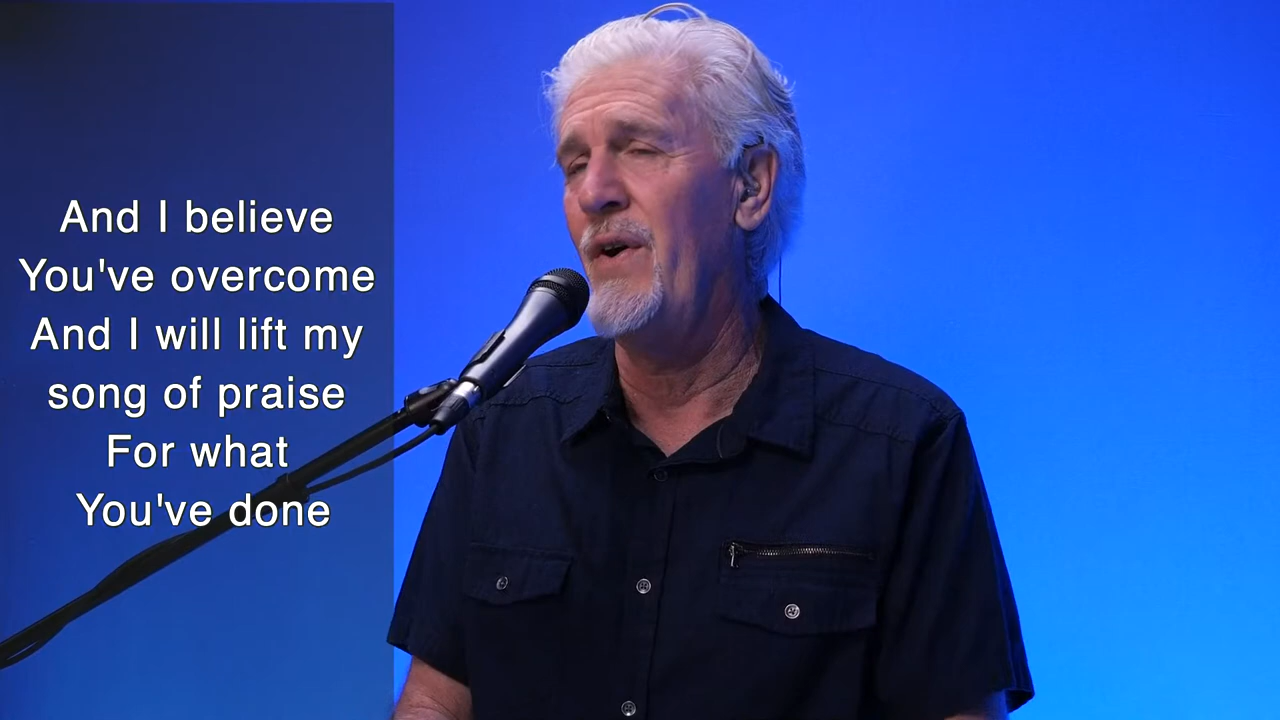 And I believe
You've overcome
And I will lift my
song of praise
For what
You've done